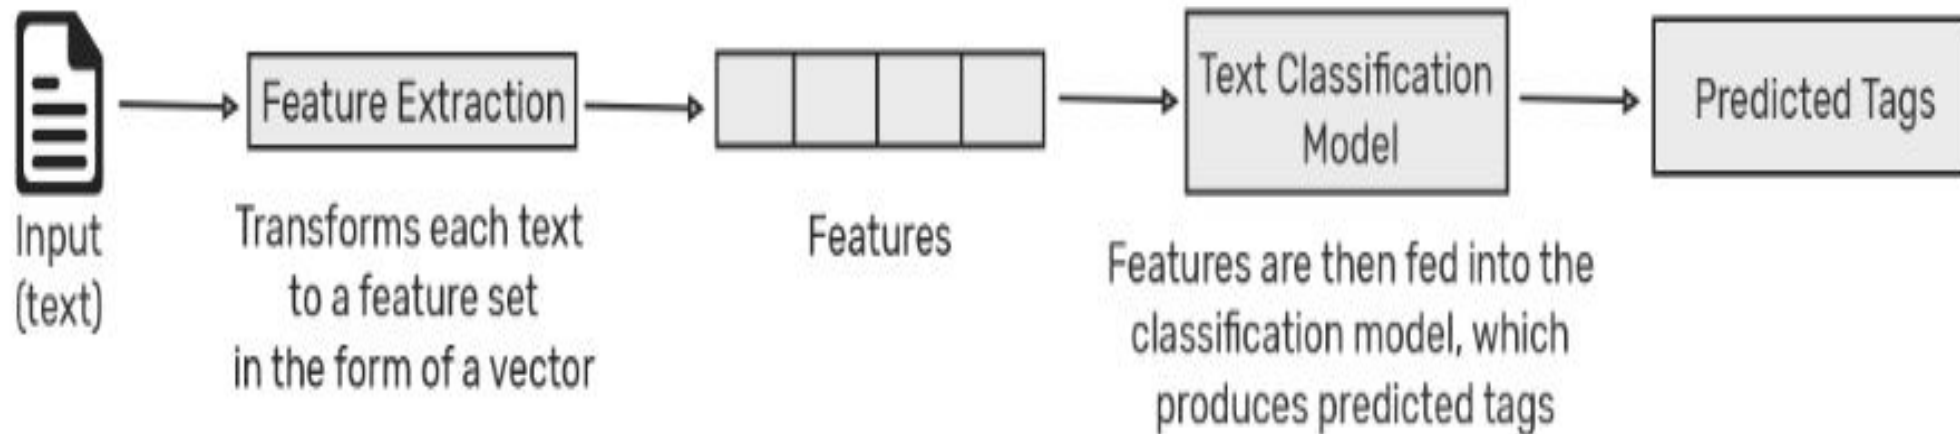 Input
(text)
Feature Extraction
Transforms each text
to a feature set
in the form of a vector
Features
Text Classification
Model
Features are then fed into the
classification model, which
produces predicted tags
Predicted Tags